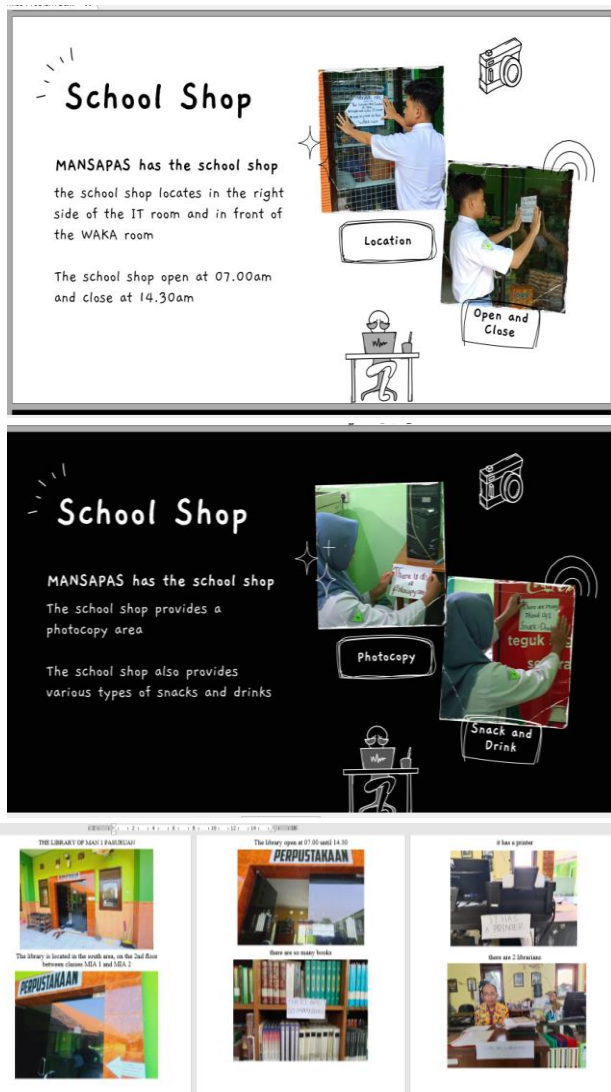 School Shop
MANSAPAS has the school shop
the school shop locates in the right
side of the IT room and in front of
the WAKA room
The school shop open at 07.00am
and close at 14.30am
Location
Open and
Close
School Shop
MANSAPAS has the school shop
The school shop provides a
photocopy area
The school shop also provides
various types of snacks and drinks
There is
Photocopy
There are many
teguk
Snack and
Drink
THE LIBRARY OF MAN 1 PASURUAN
The library is located in the south area, on the 2nd floor
between classes MIA 1 and MIA 2
PERPUSTAKAAN
The library open at 07.00 until 14.30
PERPUSTAKAAN
there are so many books
it has a printer
IT HAS
A PRINTER
there are 2 librarians